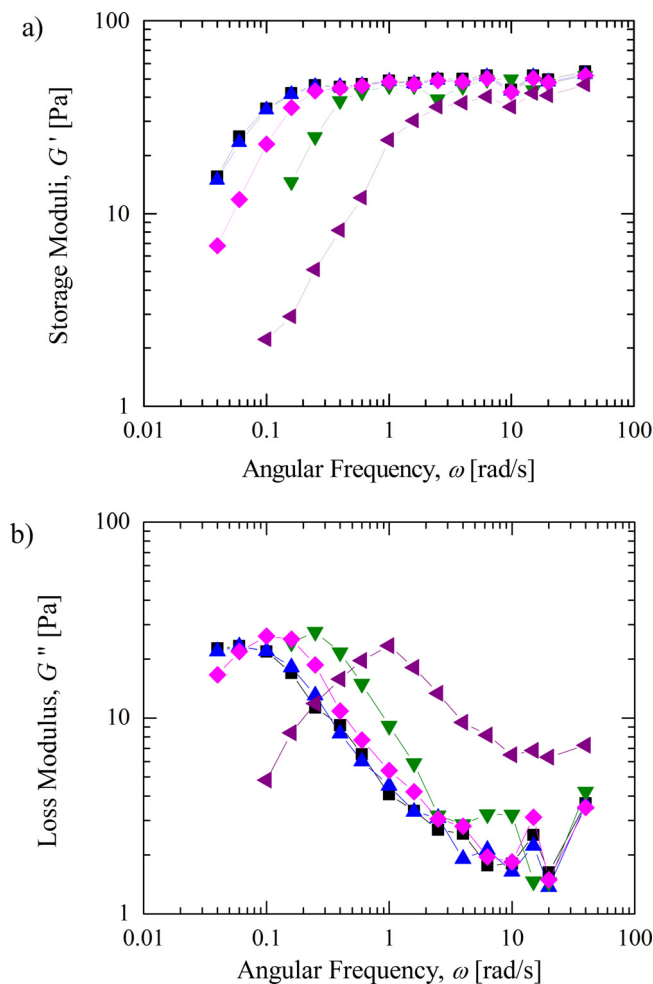 a)
100
10
1
Storage Moduli, G ' [Pa]
0.01 0.1 1 10 100
Angular Frequency, ω [rad/s]
b)
100
10
1
Loss Modulus, G " [Pa]
0.01 0.1 1 10 100
Angular Frequency, ω [rad/s]